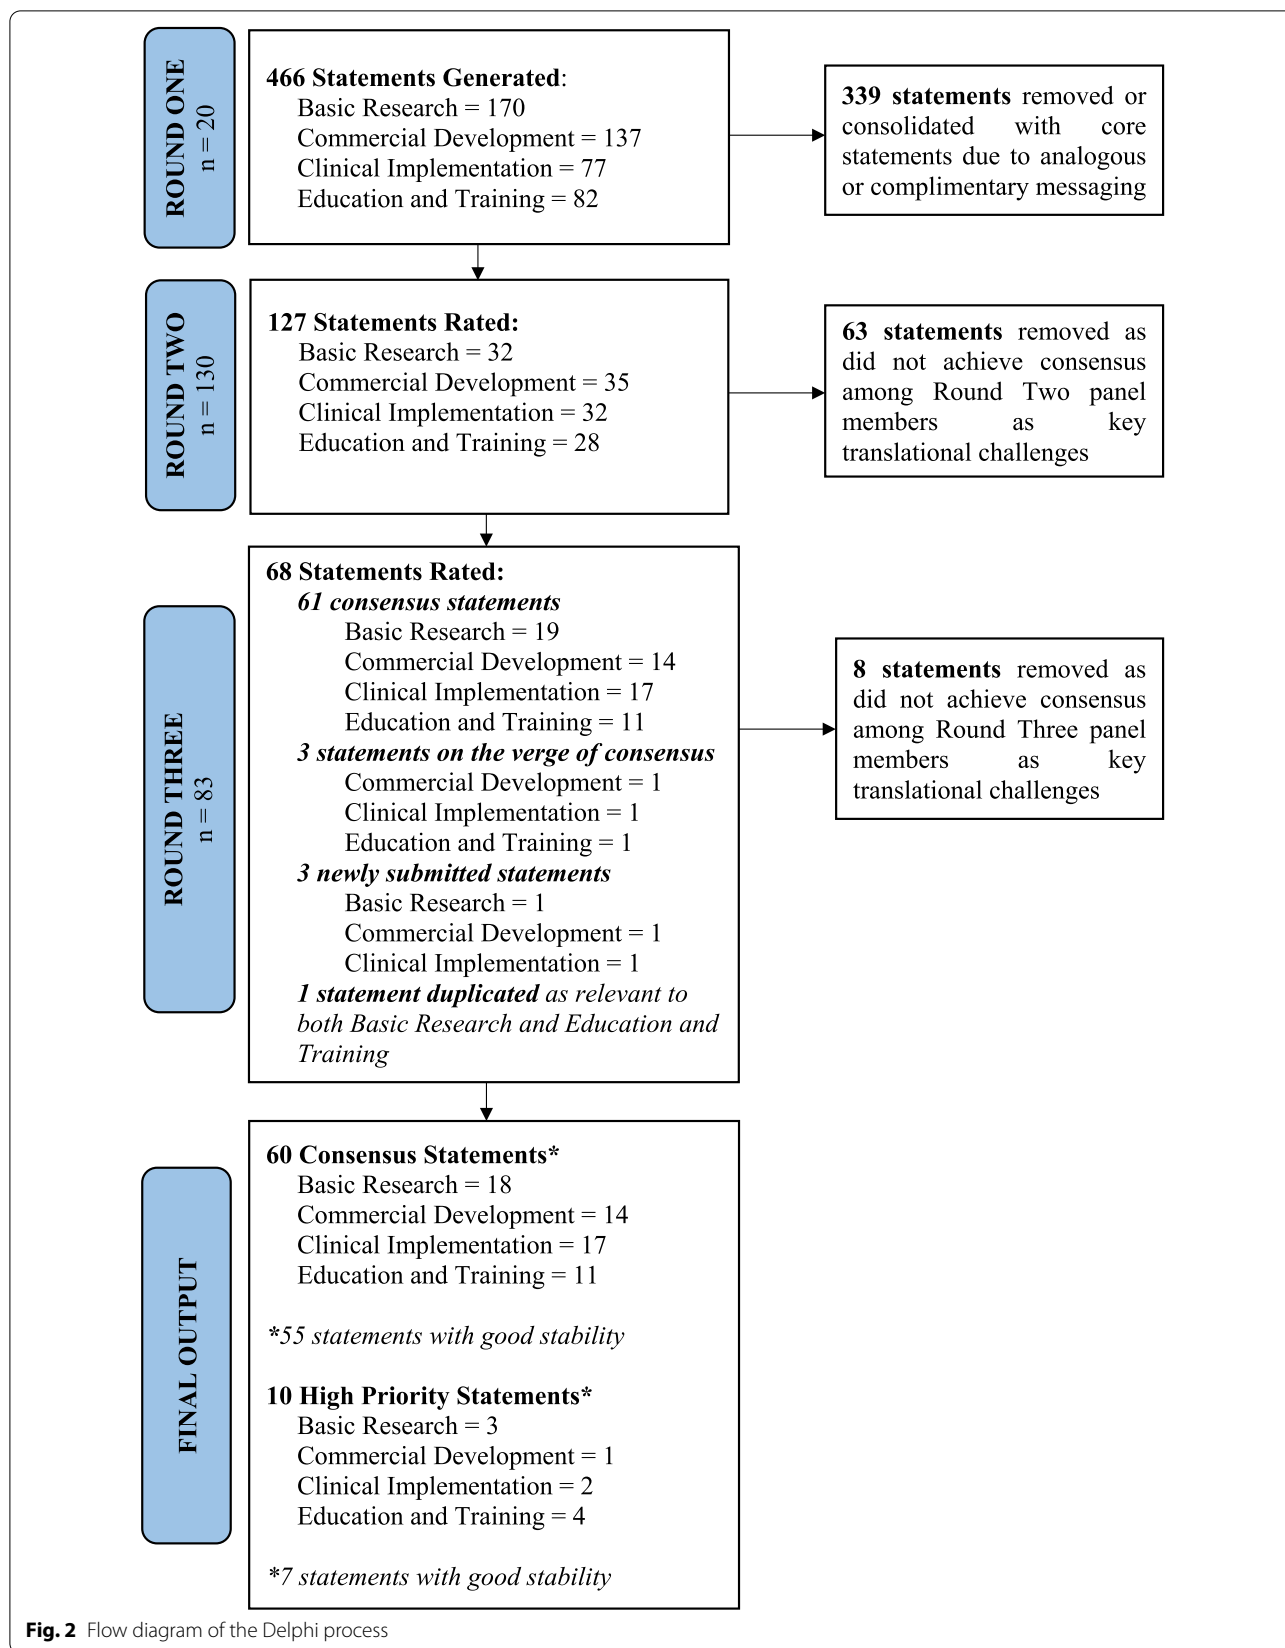 ROUND ONE
n = 20
466 Statements Generated:
Basic Research = 170
Commercial Development = 137
Clinical Implementation = 77
Education and Training = 82
339 statements removed or
consolidated with core
statements due to analogous
or complimentary messaging
ROUND TWO
n = 130
127 Statements Rated:
Basic Research = 32
Commercial Development = 35
Clinical Implementation = 32
Education and Training = 28
63 statements removed as
did not achieve consensus
among Round Two panel
members as key
translational challenges
ROUND THREE
n = 83
68 Statements Rated:
61 consensus statements
Basic Research = 19
Commercial Development = 14
Clinical Implementation = 17
Education and Training = 11
3 statements on the verge of consensus
Commercial Development = 1
Clinical Implementation = 1
Education and Training = 1
3 newly submitted statements
Basic Research = 1
Commercial Development = 1
Clinical Implementation = 1
1 statement duplicated as relevant to
both Basic Research and Education and
Training
8 statements removed as
did not achieve consensus
among Round Three panel
members as key
translational challenges
FINAL OUTPUT
60 Consensus Statements*
Basic Research = 18
Commercial Development = 14
Clinical Implementation = 17
Education and Training = 11
*55 statements with good stability
10 High Priority Statements*
Basic Research = 3
Commercial Development = 1
Clinical Implementation = 2
Education and Training = 4
*7 statements with good stability
Fig. 2 Flow diagram of the Delphi process